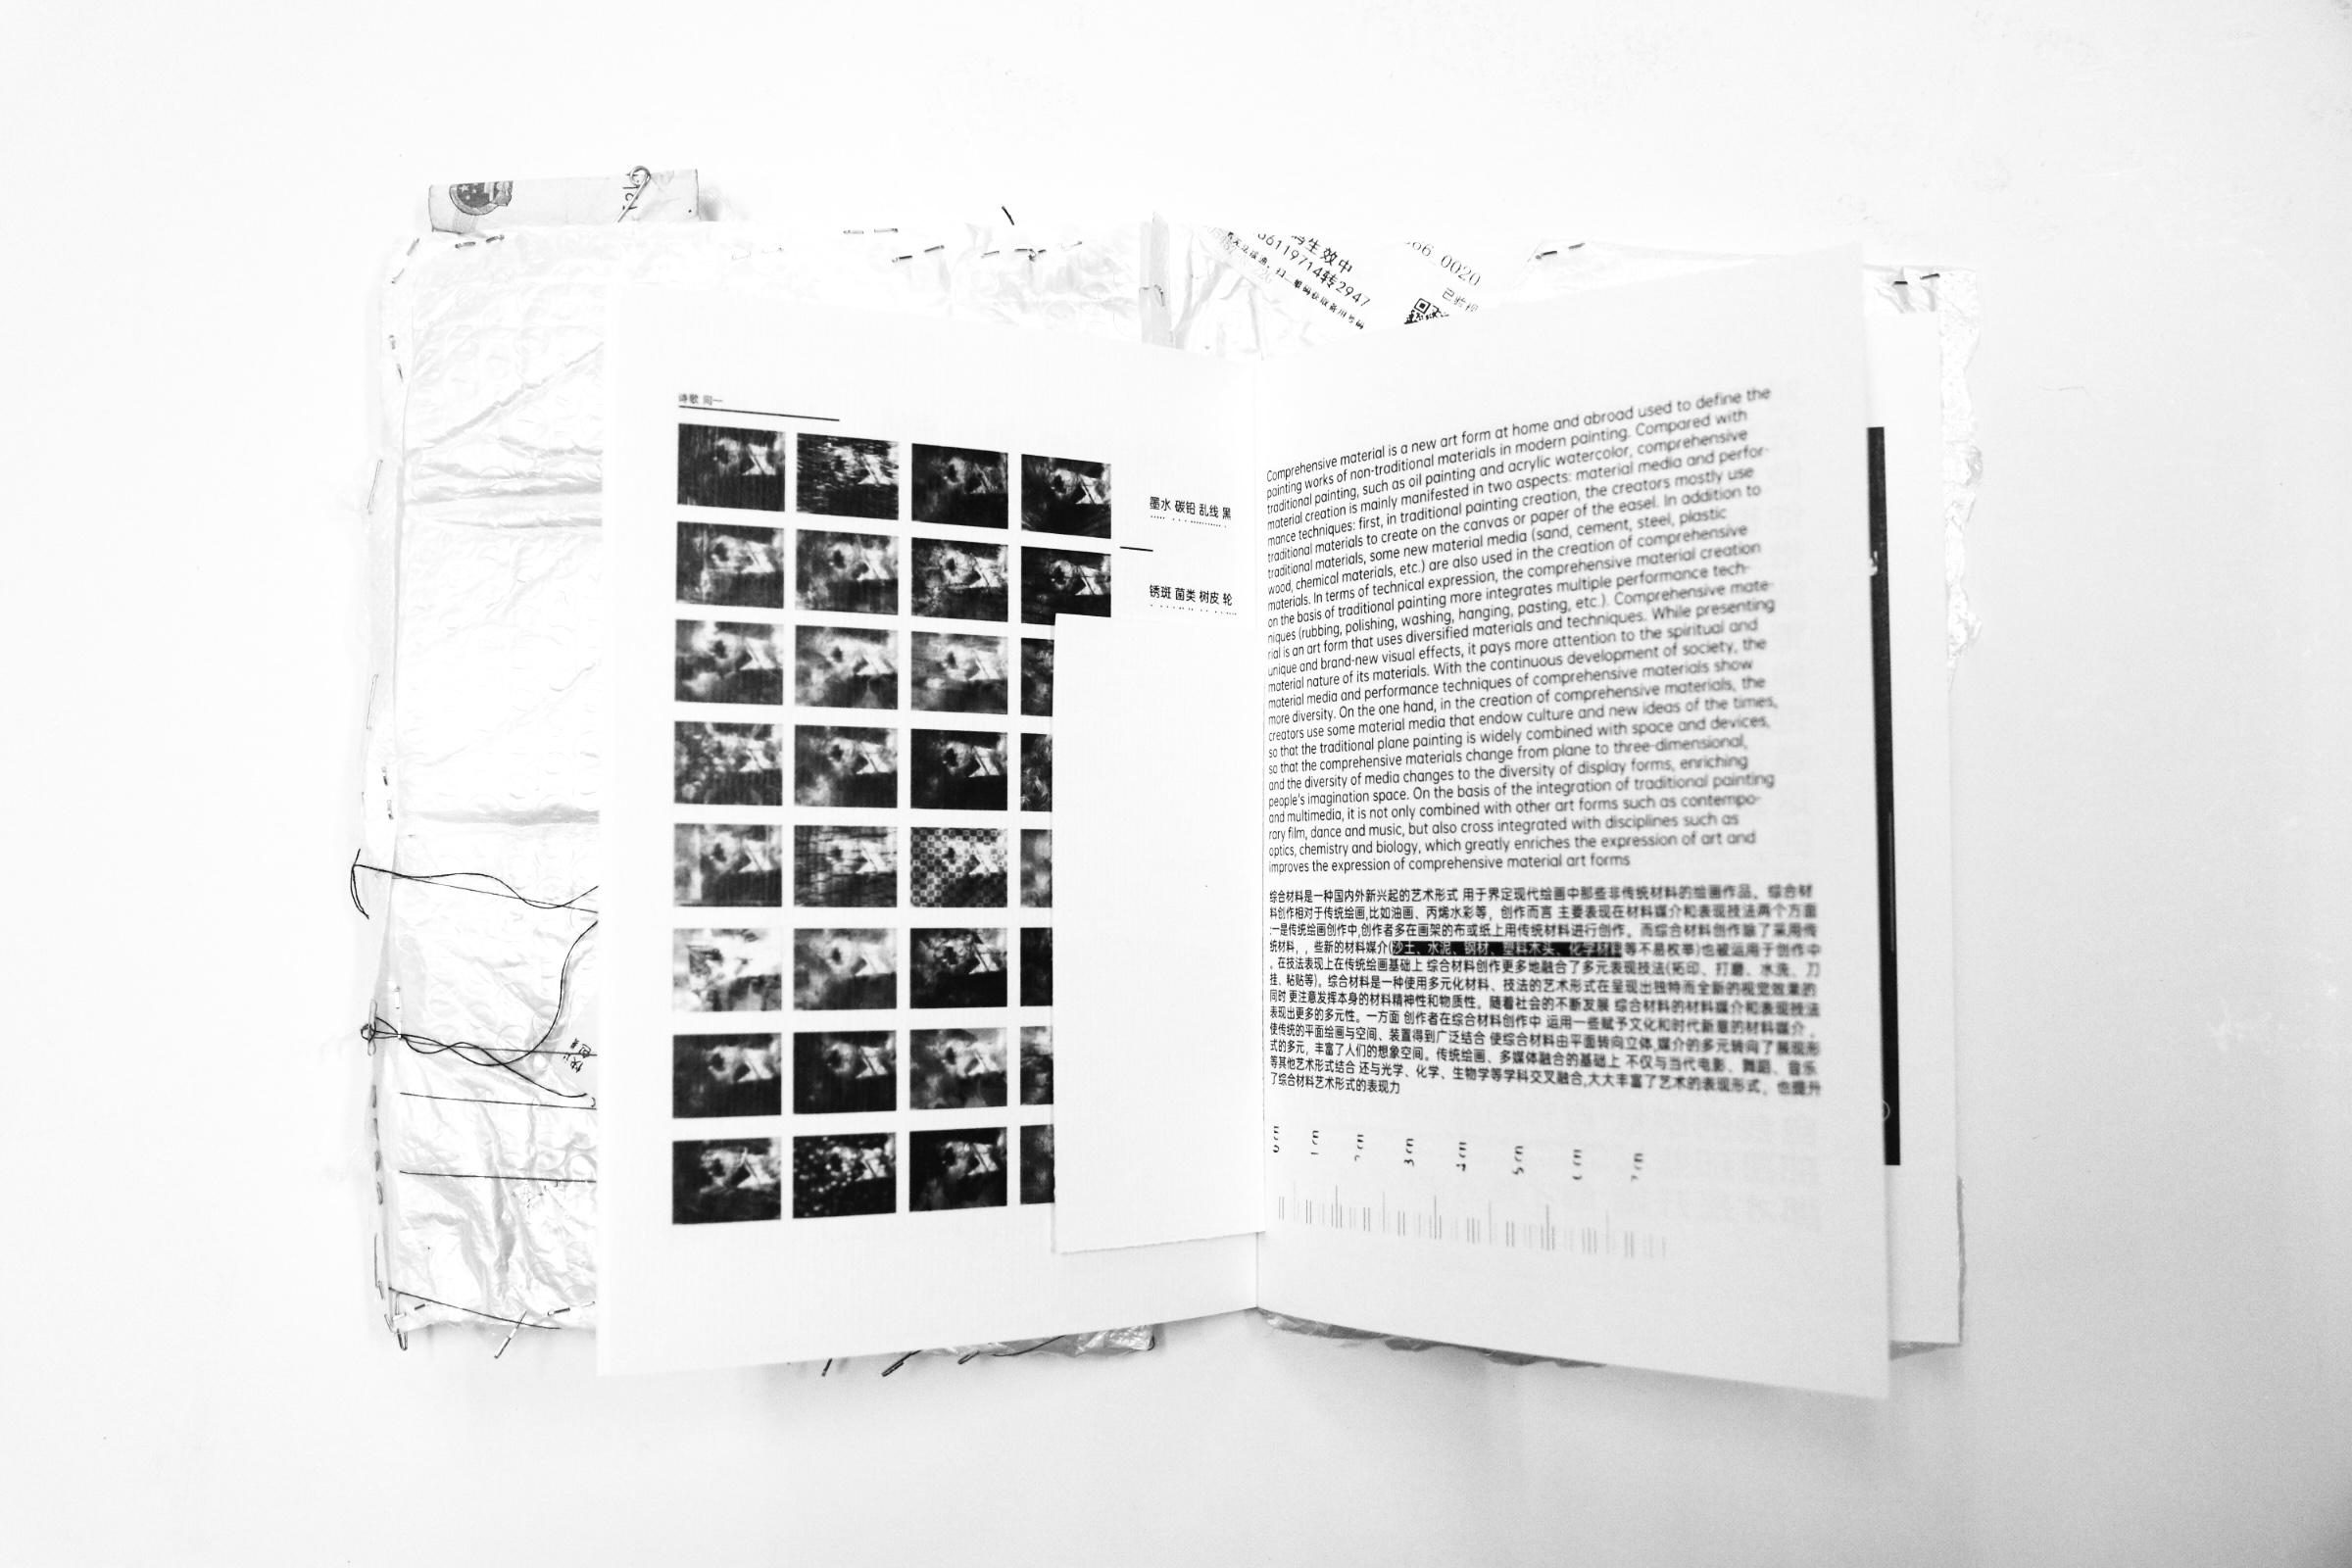 号生效中
66119714转2947
66_0020
已验视
诗歌 同一
墨水 碳铅 乱线 黑
锈斑 菌类 树皮 轮
Comprehensive material is a new art form at home and abroad used to define the
painting works of non-traditional materials in modern painting. Compared with
traditional painting, such as oil painting and acrylic watercolor, comprehensive
material creation is mainly manifested in two aspects: material media and perfor-
mance techniques: first, in traditional painting creation, the creators mostly use
traditional materials to create on the canvas or paper of the easel. In addition to
traditional materials, some new material media (sand, cement, steel, plastic
wood, chemical materials, etc.) are also used in the creation of comprehensive
materials. In terms of technical expression, the comprehensive material creation
on the basis of traditional painting more integrates multiple performance tech-
niques (rubbing, polishing, washing, hanging, pasting, etc.). Comprehensive mate-
rial is an art form that uses diversified materials and techniques. While presenting
unique and brand-new visual effects, it pays more attention to the spiritual and
material nature of its materials. With the continuous development of society, the
material media and performance techniques of comprehensive materials show
more diversity. On the one hand, in the creation of comprehensive materials, the
creators use some material media that endow culture and new ideas of the times,
so that the traditional plane painting is widely combined with space and devices,
so that the comprehensive materials change from plane to three-dimensional,
and the diversity of media changes to the diversity of display forms, enriching
people's imagination space. On the basis of the integration of traditional painting
and multimedia, it is not only combined with other art forms such as contempo-
rary film, dance and music, but also cross integrated with disciplines such as
optics, chemistry and biology, which greatly enriches the expression of art and
improves the expression of comprehensive material art forms
综合材料是一种国内外新兴起的艺术形式 用于界定现代绘画中那些非传统材料的绘画作品。综合材
料创作相对于传统绘画,比如油画、丙烯水彩等，创作而言 主要表现在材料媒介和表现技法两个方面
:一是传统绘画创作中,创作者多在画架的布或纸上用传统材料进行创作。而综合材料创作除了采用传
统材料，, 些新的材料媒介(沙土、水泥、钢材、塑料木头、化学材料等不易枚举)也被运用于创作中
。在技法表现上在传统绘画基础上 综合材料创作更多地融合了多元表现技法(拓印、打磨、水洗、刀
挂、粘贴等)。综合材料是一种使用多元化材料、技法的艺术形式在呈现出独特而全新的视觉效果的
同时 更注意发挥本身的材料精神性和物质性。随着社会的不断发展 综合材料的材料媒介和表现技法
表现出更多的多元性。一方面 创作者在综合材料创作中 运用一些赋予文化和时代新意的材料媒介，
使传统的平面绘画与空间、装置得到广泛结合 使综合材料由平面转向立体,媒介的多元转向了展现形
式的多元，丰富了人们的想象空间。传统绘画、多媒体融合的基础上 不仅与当代电影、舞蹈、音乐
等其他艺术形式结合 还与光学、化学、生物学等学科交叉融合,大大丰富了艺术的表现形式，也提升
了综合材料艺术形式的表现力
0cm 1cm 2cm 3cm 4cm 5cm 6cm 7cm